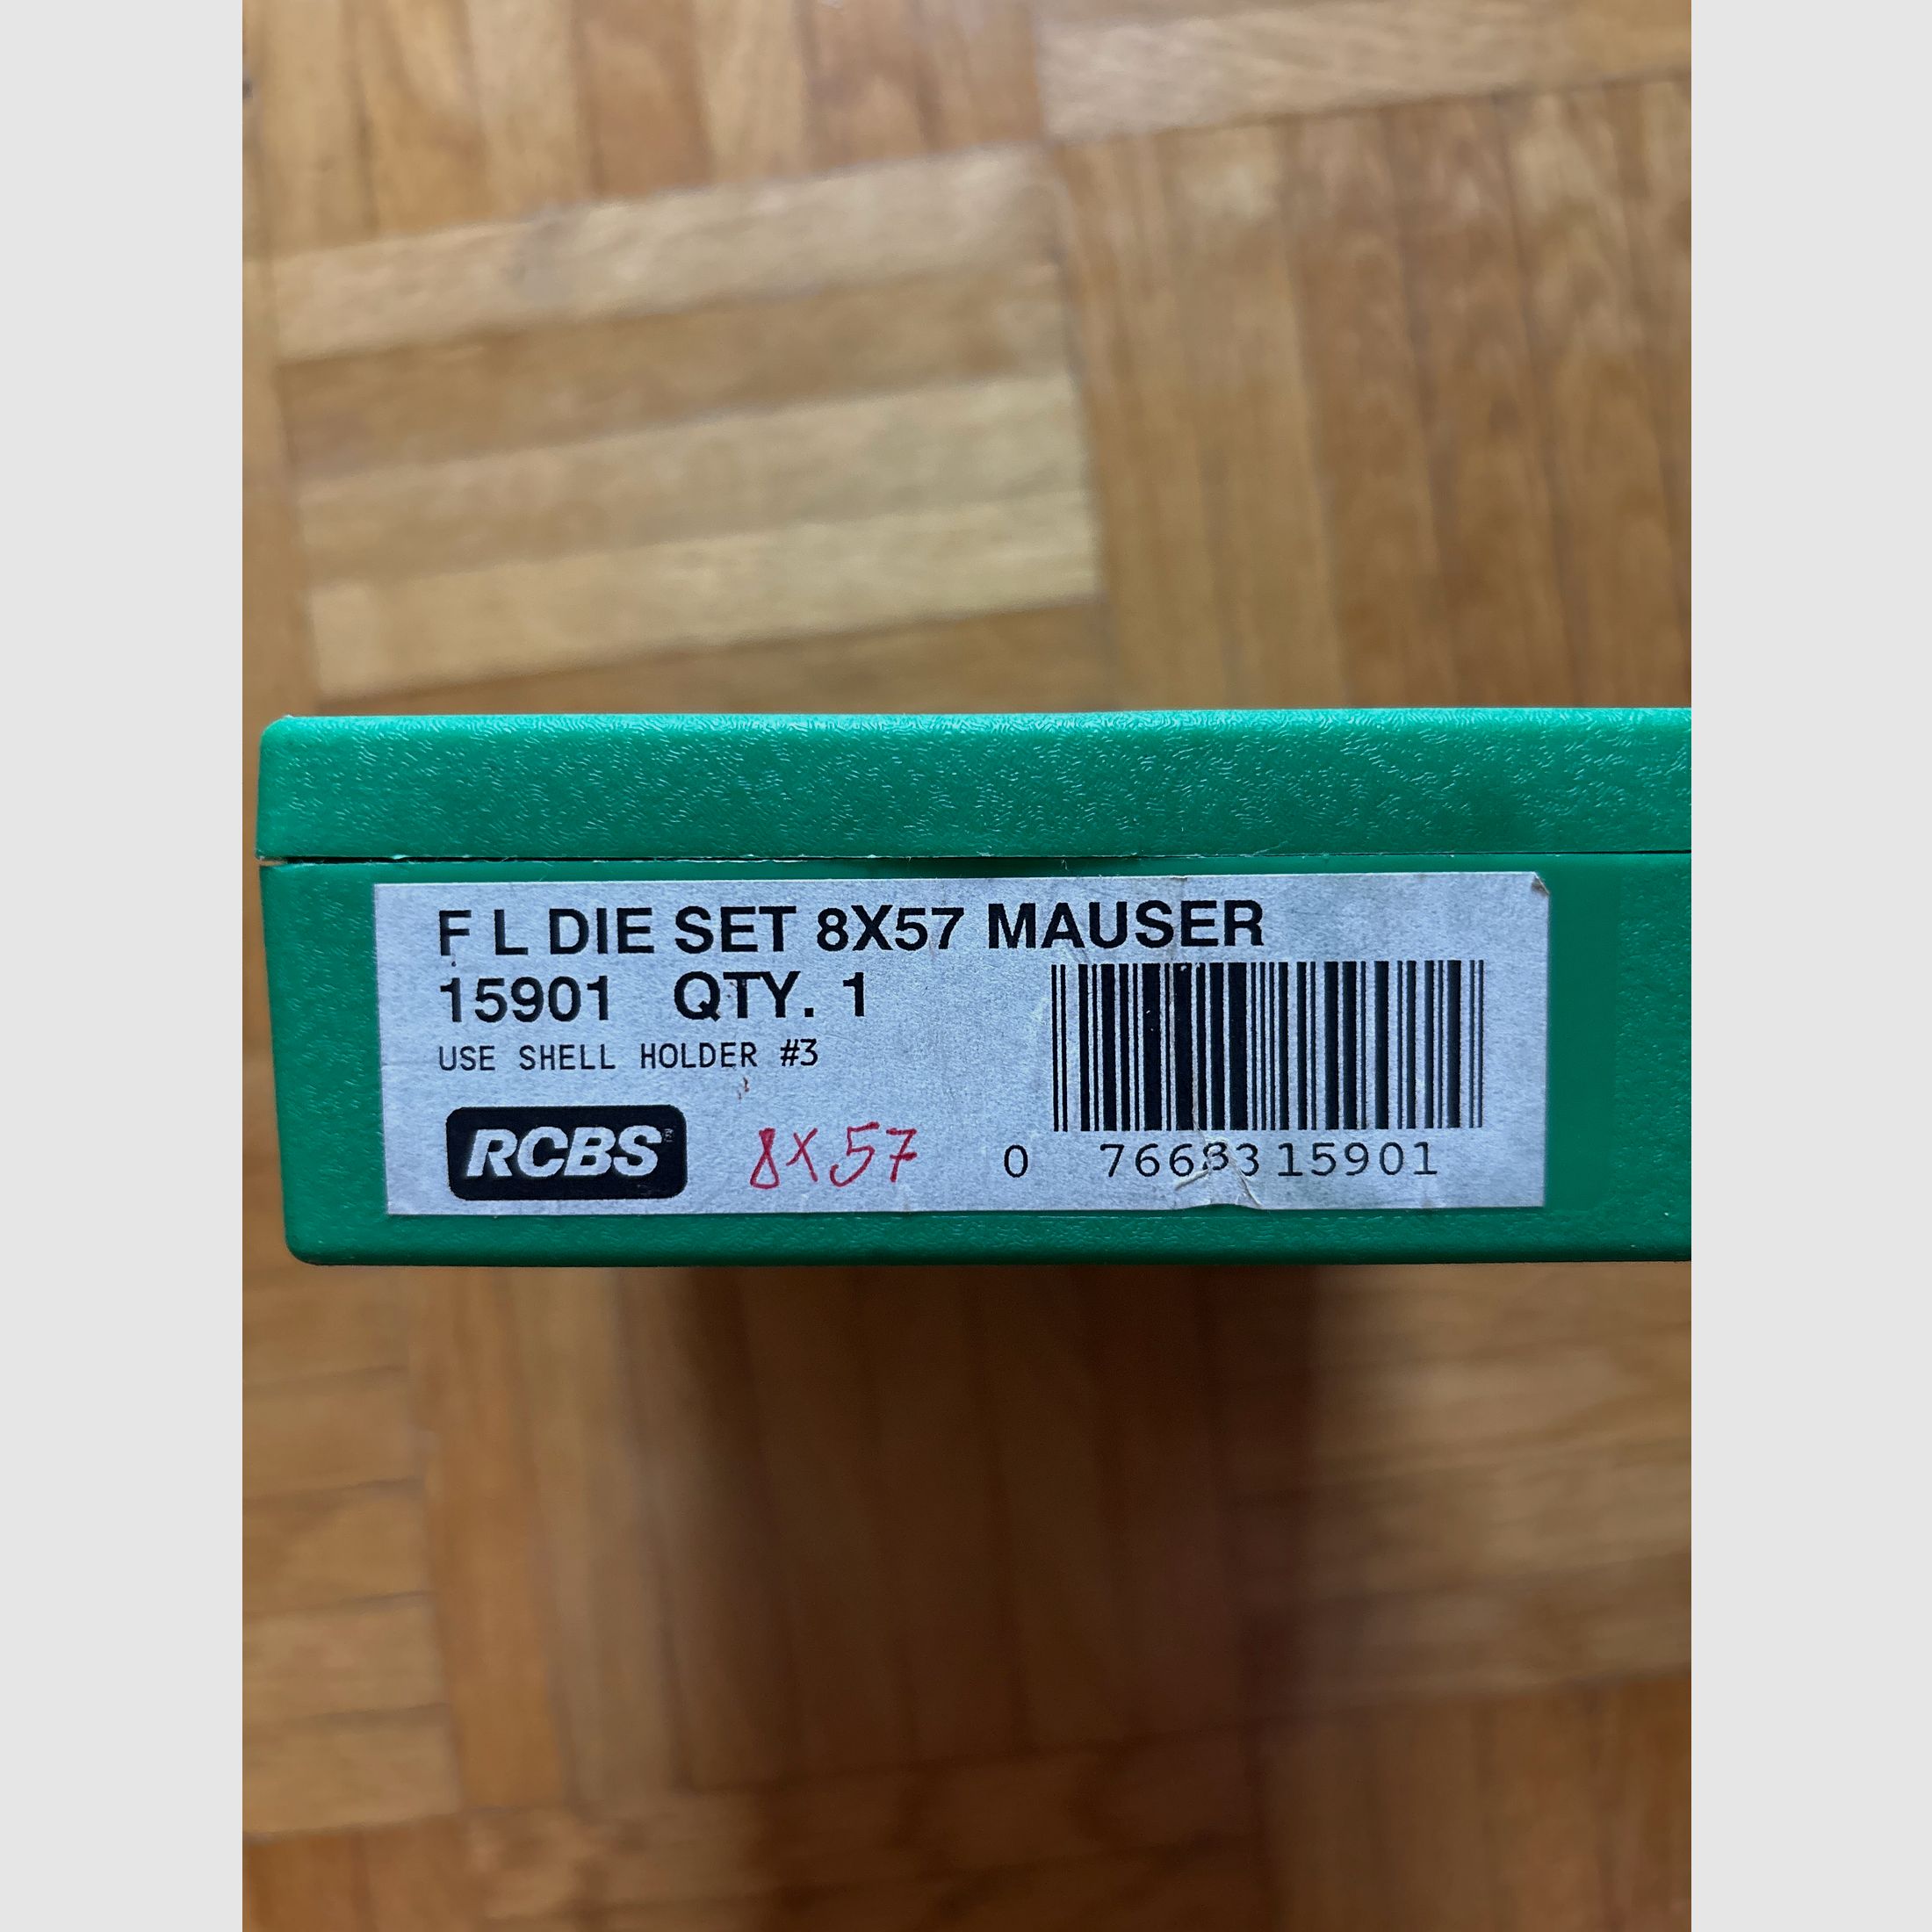 F L DIE SET 8X57 MAUSER
15901 QTY. 1
USE SHELL HOLDER #3
RCBS
8X57
0 76683 15901